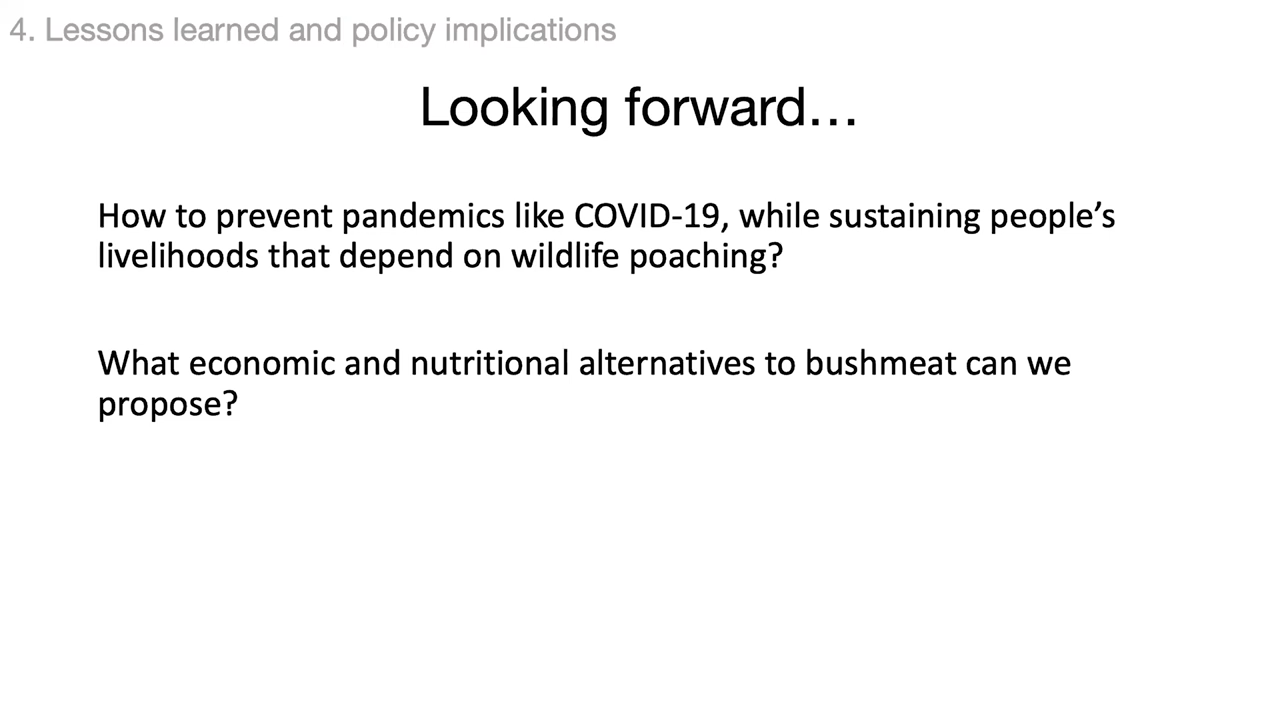 4. Lessons learned and policy implications
Looking forward…
How to prevent pandemics like COVID-19, while sustaining people’s
livelihoods that depend on wildlife poaching?
What economic and nutritional alternatives to bushmeat can we
propose?